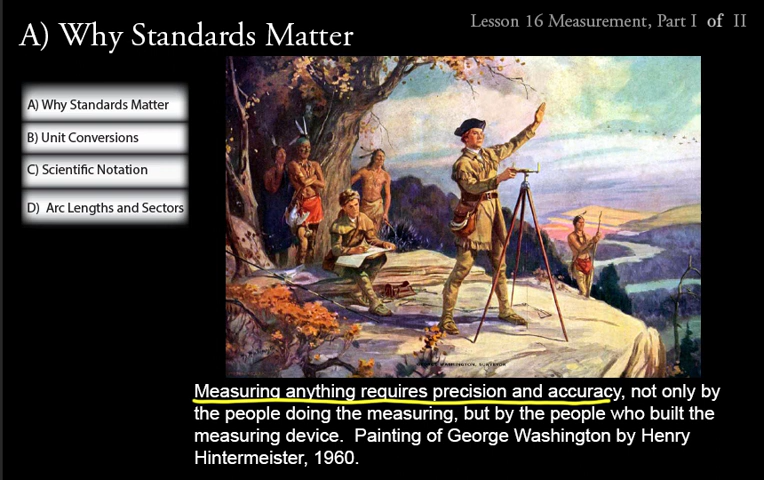 Lesson 16 Measurement, Part I of II
A) Why Standards Matter
A) Why Standards Matter
B) Unit Conversions
C) Scientific Notation
D) Arc Lengths and Sectors
Measuring anything requires precision and accuracy, not only by
the people doing the measuring, but by the people who built the
measuring device. Painting of George Washington by Henry
Hintermeister, 1960.